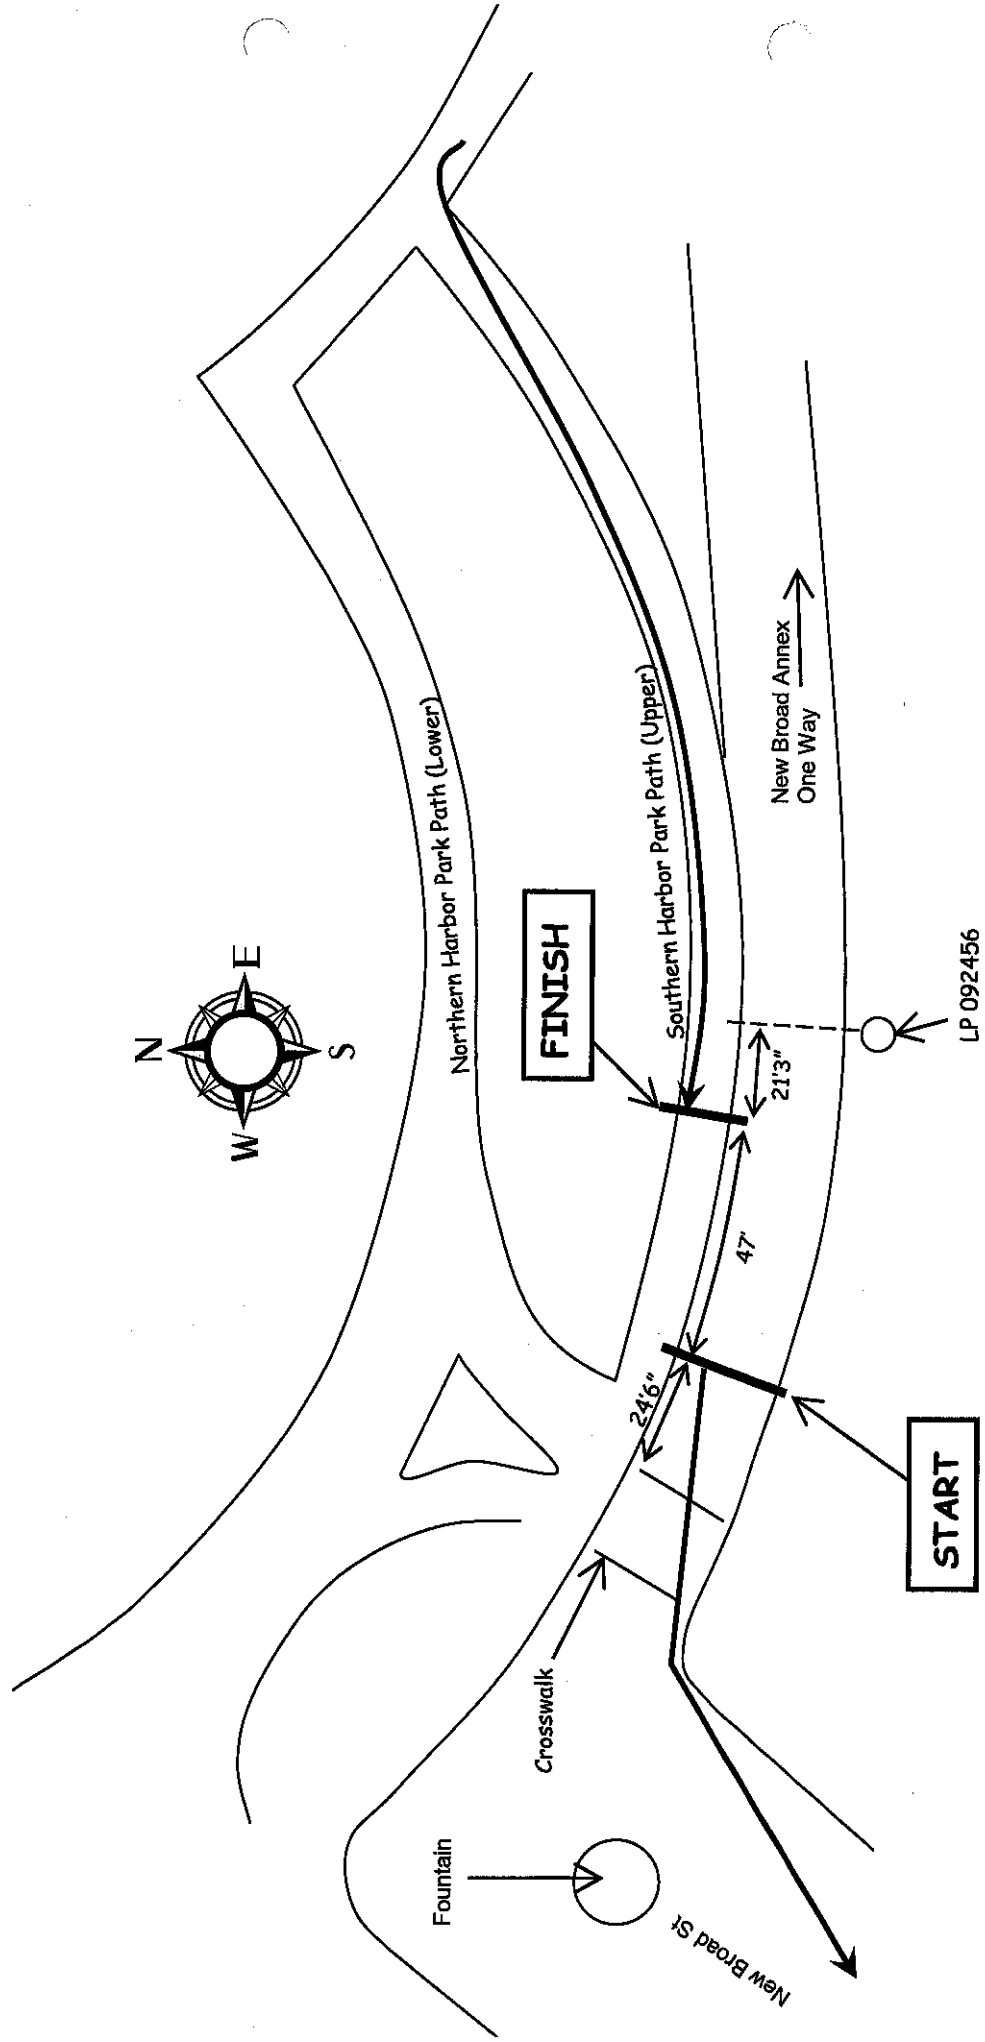 N
W
E
S
Northern Harbor Park Path (Lower)
FINISH
Southern Harbor Park Path (Upper)
New Broad Annex
One Way
21'3"
LP 092456
47'
24'6"
START
Crosswalk
Fountain
New Broad St